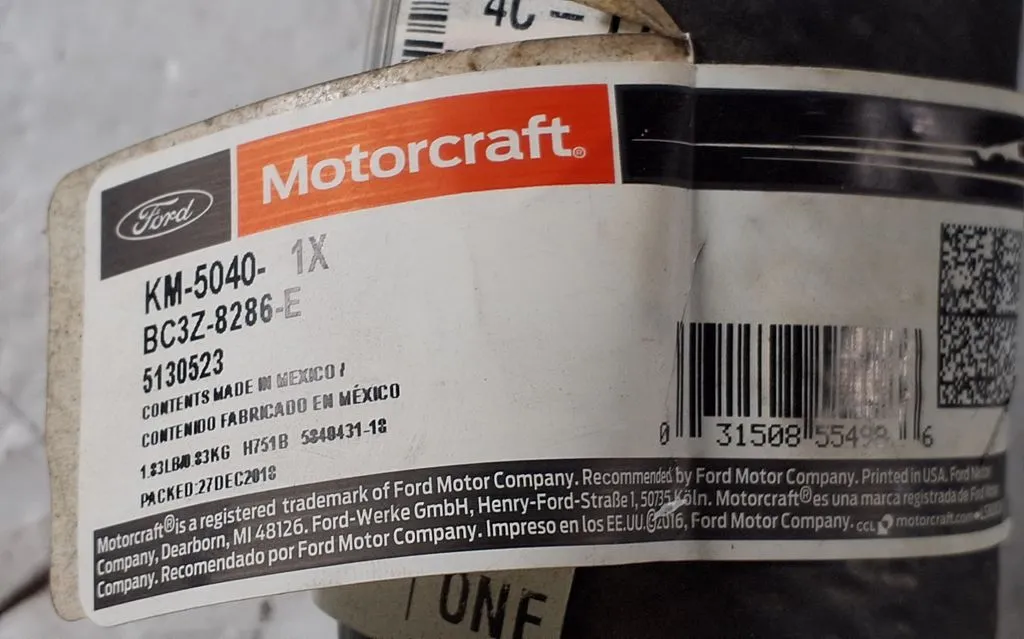 4C -
Ford
Motorcraft®
KM-5040- 1X
BC3Z-8286-E
5130523
CONTENTS MADE IN MEXICO /
CONTENIDO FABRICADO EN MÉXICO
1.83LB/0.83KG H751B 5840431-18
PACKED:27DEC2018
0 31508 55498 6
Motorcraft® is a registered trademark of Ford Motor Company. Recommended by Ford Motor Company. Printed in USA. Ford Motor
Company, Dearborn, MI 48126. Ford-Werke GmbH, Henry-Ford-Straße 1, 50735 Köln. Motorcraft® es una marca registrada de Ford Motor
Company. Recomendado por Ford Motor Company. Impreso en los EE.UU. ©2016, Ford Motor Company. CCL motorcraft.com
ONE